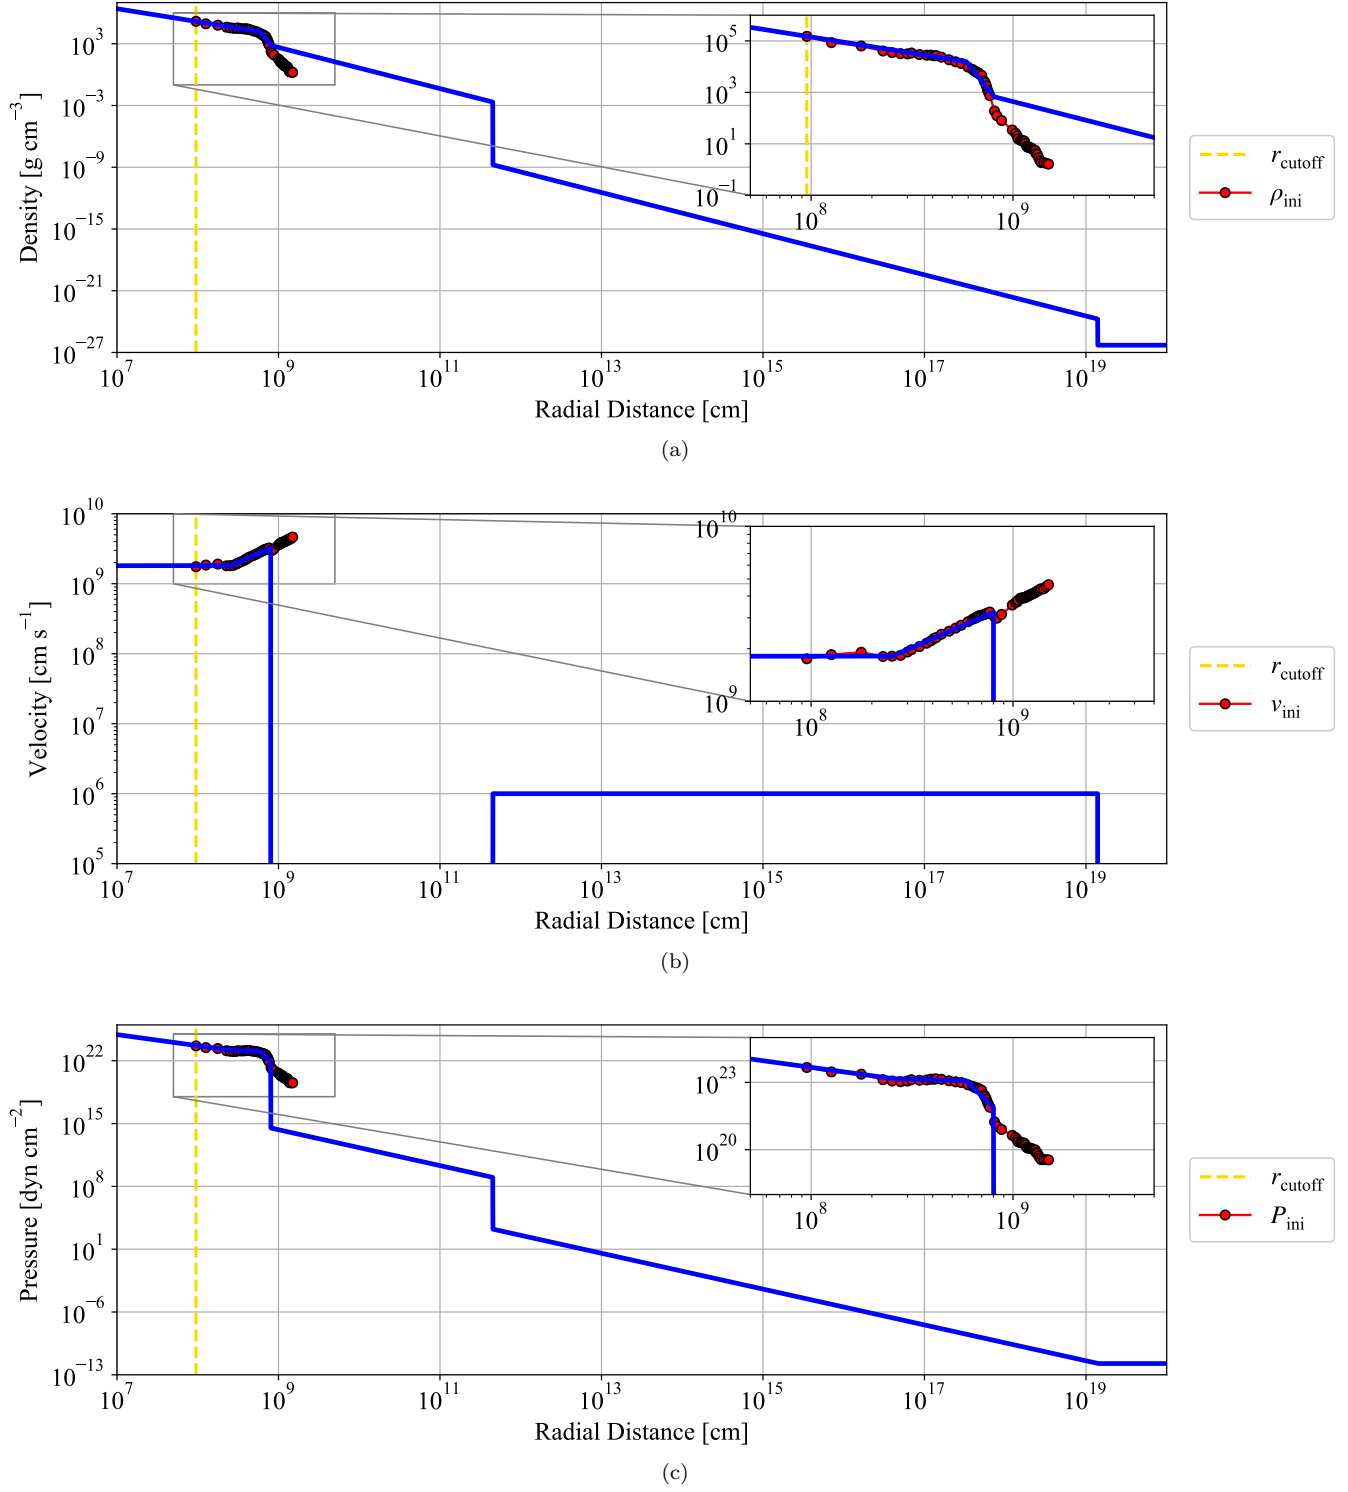 10^3
10^−3
10^−9
10^−15
10^−21
10^−27
Density [g cm^−3]
10^7 10^9 10^11 10^13 10^15 10^17 10^19
Radial Distance [cm]
10^5
10^3
10^1
10^−1
10^8 10^9
r_cutoff
ρ_ini
(a)
10^10
10^9
10^8
10^7
10^6
10^5
Velocity [cm s^−1]
10^7 10^9 10^11 10^13 10^15 10^17 10^19
Radial Distance [cm]
10^10
10^9
10^8 10^9
r_cutoff
v_ini
(b)
10^22
10^15
10^8
10^1
10^−6
10^−13
Pressure [dyn cm^−2]
10^7 10^9 10^11 10^13 10^15 10^17 10^19
Radial Distance [cm]
10^23
10^20
10^8 10^9
r_cutoff
P_ini
(c)